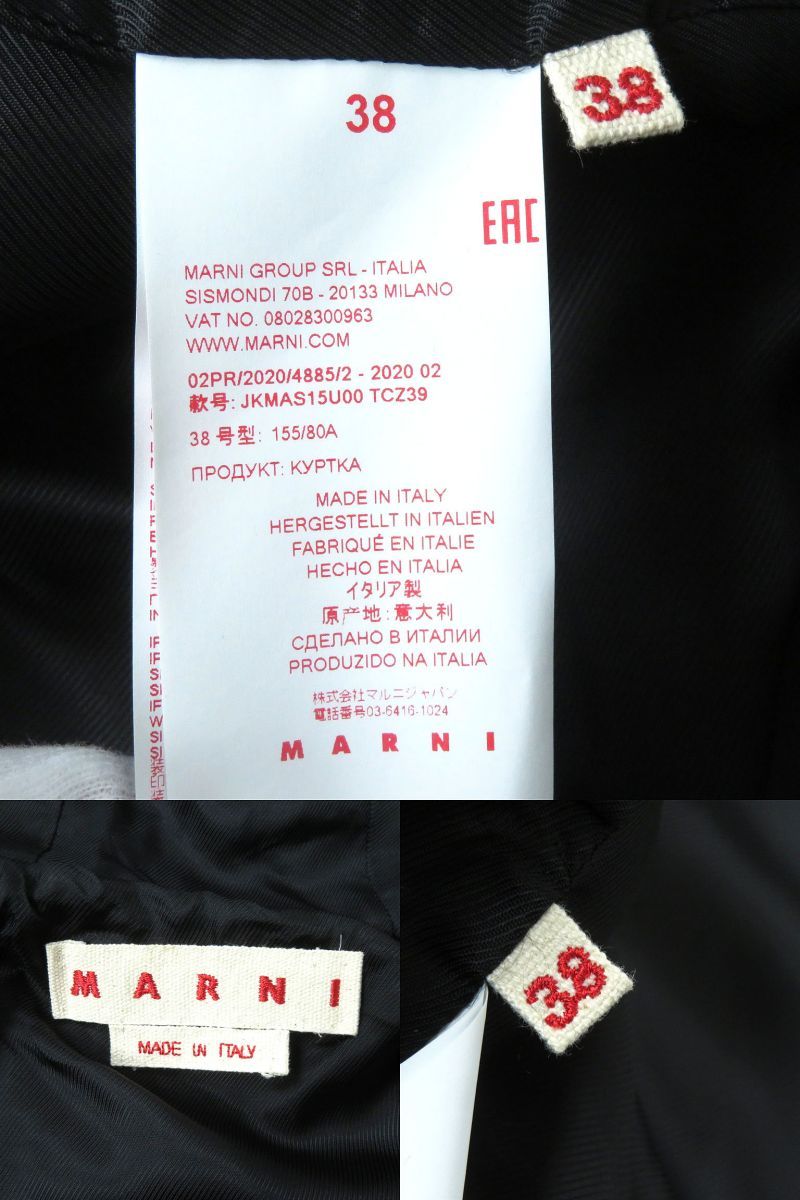 38
38
EAC
MARNI GROUP SRL - ITALIA
SISMONDI 70B - 20133 MILANO
VAT NO. 08028300963
WWW.MARNI.COM
02PR/2020/4885/2 - 2020 02
款号: JKMAS15U00 TCZ39
38 号型: 155/80A
ПРОДУКТ: КУРТКА
MADE IN ITALY
HERGESTELLT IN ITALIEN
FABRIQUÉ EN ITALIE
HECHO EN ITALIA
イタリア製
原产地: 意大利
СДЕЛАНО В ИТАЛИИ
PRODUZIDO NA ITALIA
株式会社マルニジャパン
電話番号03-6416-1024
MARNI
MARNI
MADE IN ITALY
38